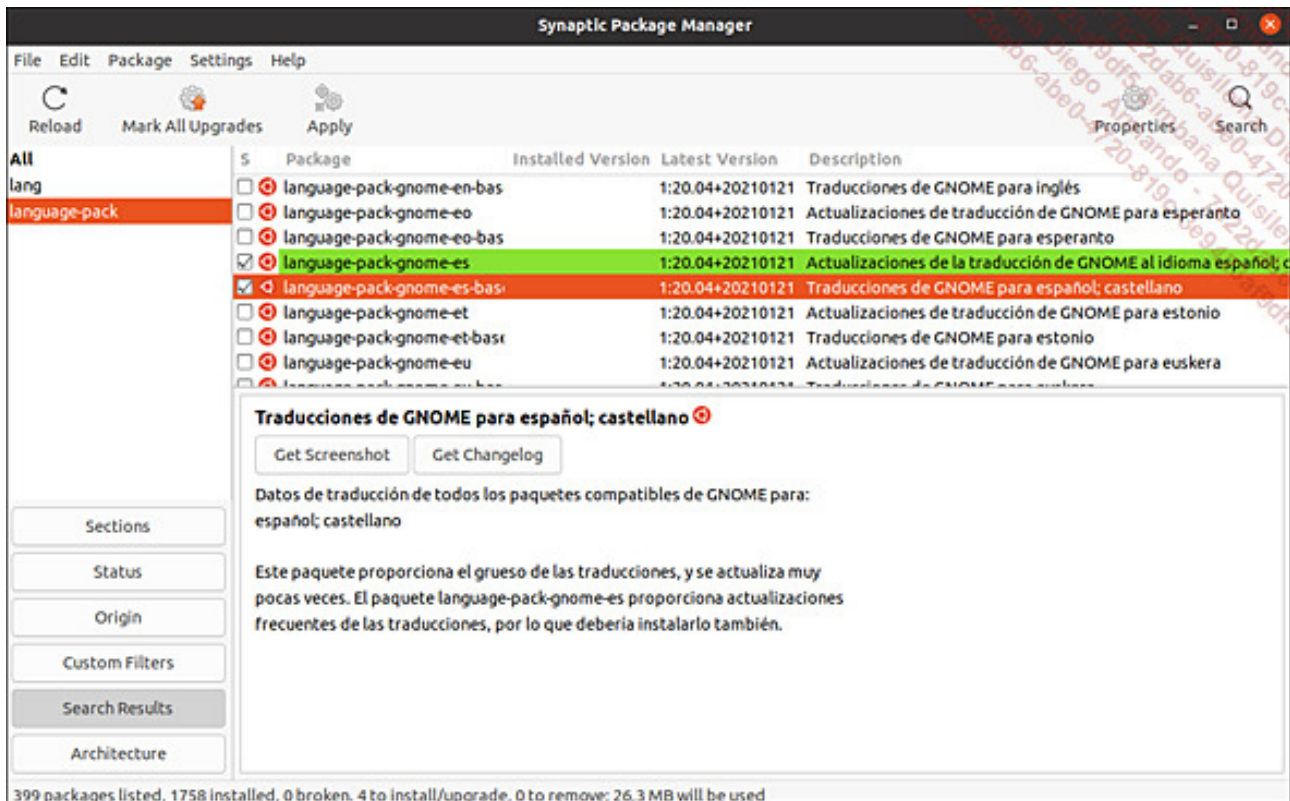 Synaptic Package Manager
File Edit Package Settings Help
Reload Mark All Upgrades Apply Properties Search
All
lang
language-pack
S Package Installed Version Latest Version Description
language-pack-gnome-en-bas 1:20.04+20210121 Traducciones de GNOME para inglés
language-pack-gnome-eo 1:20.04+20210121 Actualizaciones de traducción de GNOME para esperanto
language-pack-gnome-eo-bas 1:20.04+20210121 Traducciones de GNOME para esperanto
language-pack-gnome-es 1:20.04+20210121 Actualizaciones de la traducción de GNOME al idioma español; c
language-pack-gnome-es-bas 1:20.04+20210121 Traducciones de GNOME para español; castellano
language-pack-gnome-et 1:20.04+20210121 Actualizaciones de traducción de GNOME para estonio
language-pack-gnome-et-base 1:20.04+20210121 Traducciones de GNOME para estonio
language-pack-gnome-eu 1:20.04+20210121 Actualizaciones de traducción de GNOME para euskera
Traducciones de GNOME para español; castellano
Get Screenshot Get Changelog
Datos de traducción de todos los paquetes compatibles de GNOME para:
español; castellano
Este paquete proporciona el grueso de las traducciones, y se actualiza muy
pocas veces. El paquete language-pack-gnome-es proporciona actualizaciones
frecuentes de las traducciones, por lo que debería instalarlo también.
Sections
Status
Origin
Custom Filters
Search Results
Architecture
399 packages listed, 1758 installed, 0 broken, 4 to install/upgrade, 0 to remove; 26.3 MB will be used